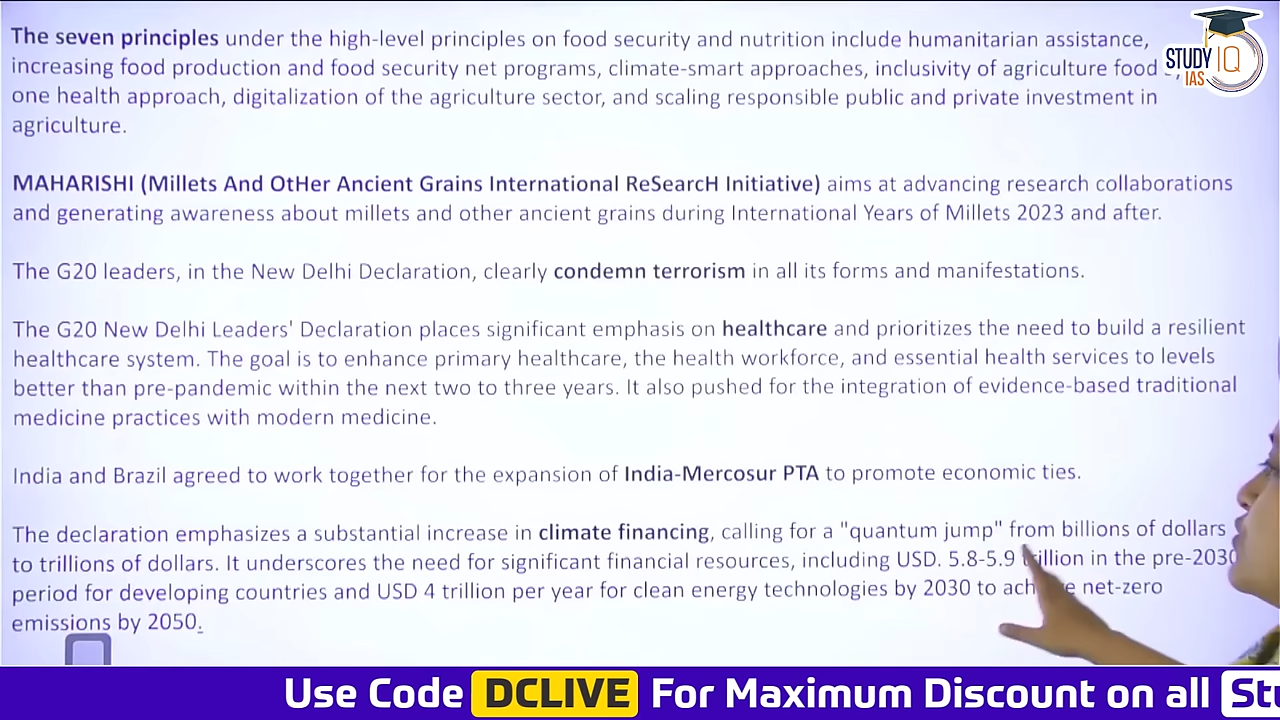 The seven principles under the high-level principles on food security and nutrition include humanitarian assistance,
increasing food production and food security net programs, climate-smart approaches, inclusivity of agriculture food
one health approach, digitalization of the agriculture sector, and scaling responsible public and private investment in
agriculture.
MAHARISHI (Millets And OtHer Ancient Grains International ReSearcH Initiative) aims at advancing research collaborations
and generating awareness about millets and other ancient grains during International Years of Millets 2023 and after.
The G20 leaders, in the New Delhi Declaration, clearly condemn terrorism in all its forms and manifestations.
The G20 New Delhi Leaders' Declaration places significant emphasis on healthcare and prioritizes the need to build a resilient
healthcare system. The goal is to enhance primary healthcare, the health workforce, and essential health services to levels
better than pre-pandemic within the next two to three years. It also pushed for the integration of evidence-based traditional
medicine practices with modern medicine.
India and Brazil agreed to work together for the expansion of India-Mercosur PTA to promote economic ties.
The declaration emphasizes a substantial increase in climate financing, calling for a "quantum jump" from billions of dollars
to trillions of dollars. It underscores the need for significant financial resources, including USD. 5.8-5.9 in the pre-2030
period for developing countries and USD 4 trillion per year for clean energy technologies by 2030 to net-zero
emissions by 2050.
STUDY IQ
IAS
Use Code DCLIVE For Maximum Discount on all